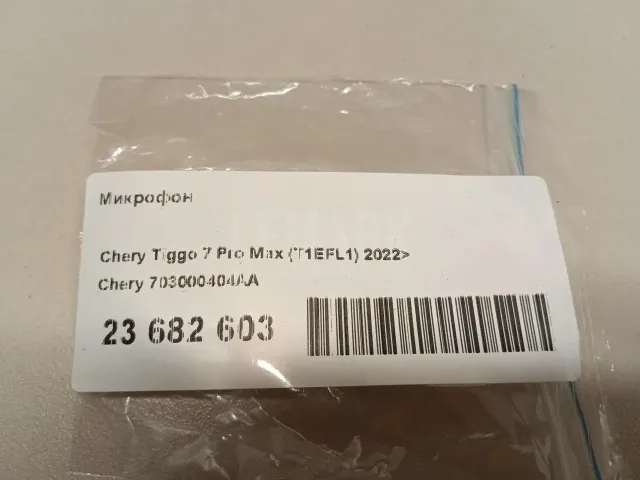 Микрофон
Chery Tiggo 7 Pro Max (T1EFL1) 2022>
Chery 703000404AA
23 682 603